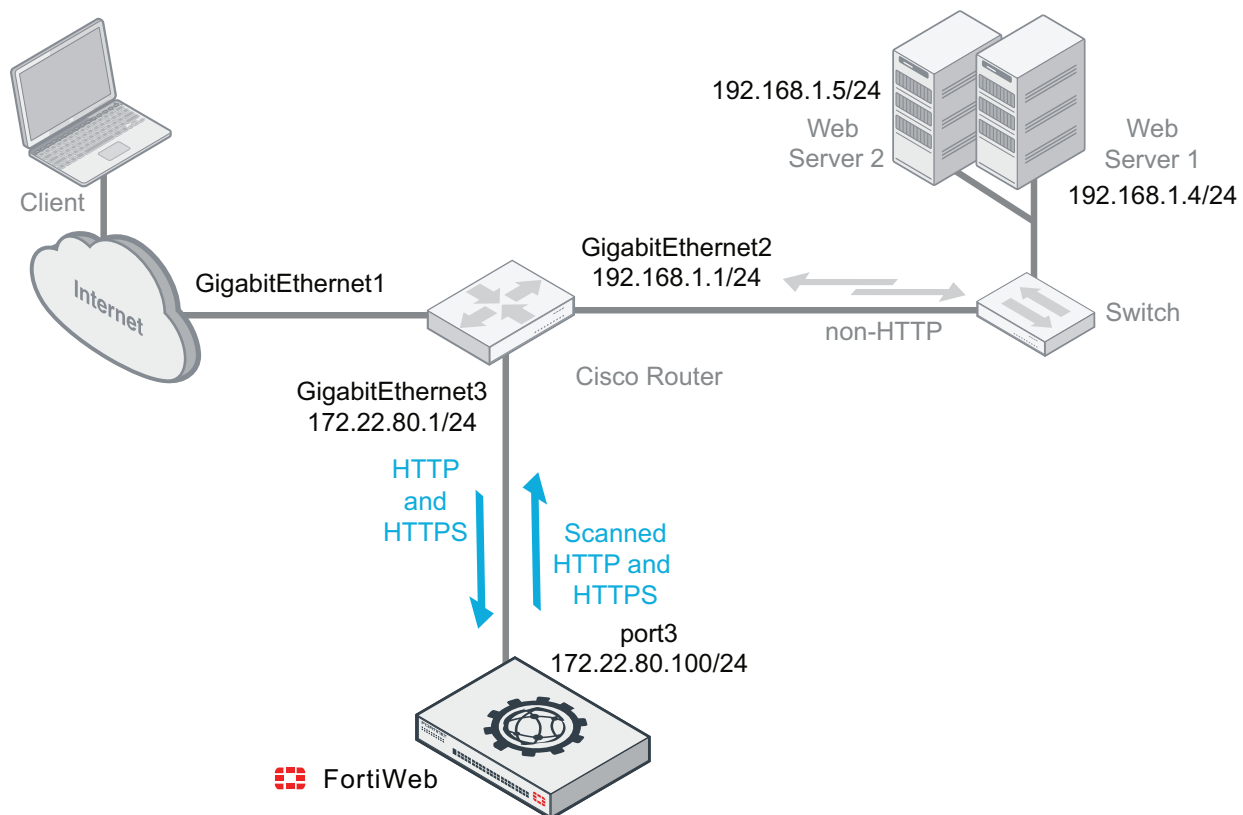 192.168.1.5/24
Web
Server 2
Web
Server 1
192.168.1.4/24
Client
Internet
GigabitEthernet1
GigabitEthernet2
192.168.1.1/24
non-HTTP
Switch
Cisco Router
GigabitEthernet3
172.22.80.1/24
HTTP
and
HTTPS
Scanned
HTTP and
HTTPS
port3
172.22.80.100/24
FortiWeb